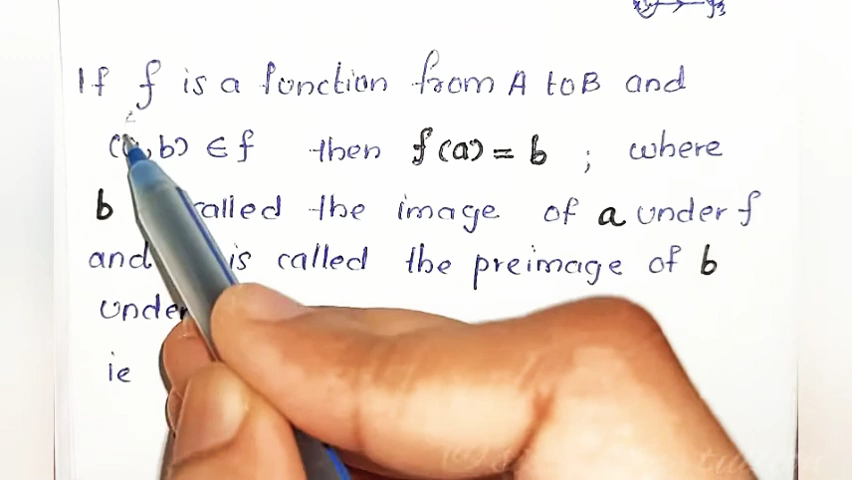 If f is a function from A to B and
( , b) ∈ f then f(a) = b ; where
b called the image of a under f
and is called the preimage of b
under
ie